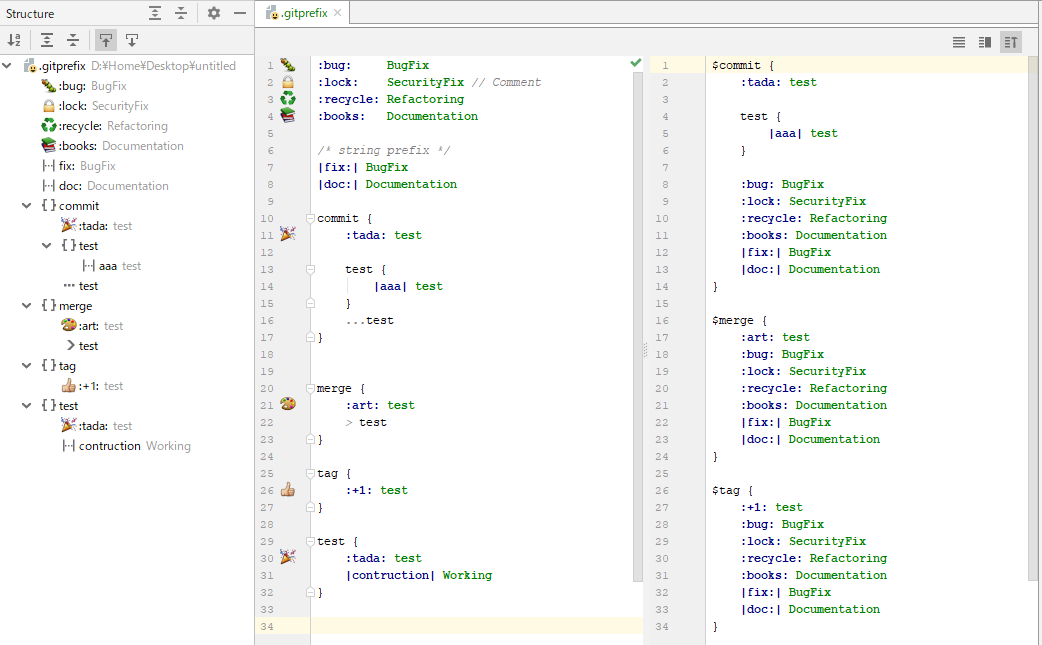 Structure
.gitprefix D:¥Home¥Desktop¥untitled
:bug: BugFix
:lock: SecurityFix
:recycle: Refactoring
:books: Documentation
fix: BugFix
doc: Documentation
{} commit
:tada: test
{} test
aaa test
... test
{} merge
:art: test
> test
{} tag
:+1: test
{} test
:tada: test
contruction Working
.gitprefix
1 :bug: BugFix
2 :lock: SecurityFix // Comment
3 :recycle: Refactoring
4 :books: Documentation
5
6 /* string prefix */
7 |fix:| BugFix
8 |doc:| Documentation
9
10 commit {
11 :tada: test
12
13 test {
14 |aaa| test
15 }
16 ...test
17 }
18
19
20 merge {
21 :art: test
22 > test
23 }
24
25 tag {
26 :+1: test
27 }
28
29 test {
30 :tada: test
31 |contruction| Working
32 }
33
34
1 $commit {
2 :tada: test
3
4 test {
5 |aaa| test
6 }
7
8 :bug: BugFix
9 :lock: SecurityFix
10 :recycle: Refactoring
11 :books: Documentation
12 |fix:| BugFix
13 |doc:| Documentation
14 }
15
16 $merge {
17 :art: test
18 :bug: BugFix
19 :lock: SecurityFix
20 :recycle: Refactoring
21 :books: Documentation
22 |fix:| BugFix
23 |doc:| Documentation
24 }
25
26 $tag {
27 :+1: test
28 :bug: BugFix
29 :lock: SecurityFix
30 :recycle: Refactoring
31 :books: Documentation
32 |fix:| BugFix
33 |doc:| Documentation
34 }